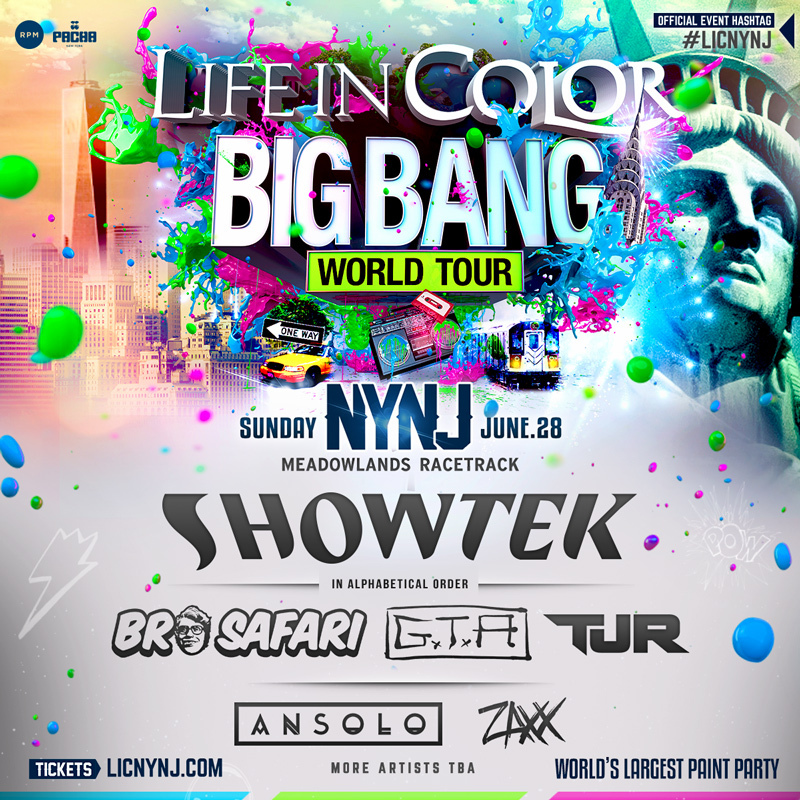 RPM
PACHA
NEW YORK
OFFICIAL EVENT HASHTAG
#LICNYNJ
LIFE IN COLOR
BIG BANG
WORLD TOUR
ONE WAY
SUNDAY NYNJ JUNE.28
MEADOWLANDS RACETRACK
SHOWTEK
POW
IN ALPHABETICAL ORDER
BRO SAFARI G.T.A TJR
ANSOLO ZAXX
MORE ARTISTS TBA
TICKETS LICNYNJ.COM
WORLD'S LARGEST PAINT PARTY